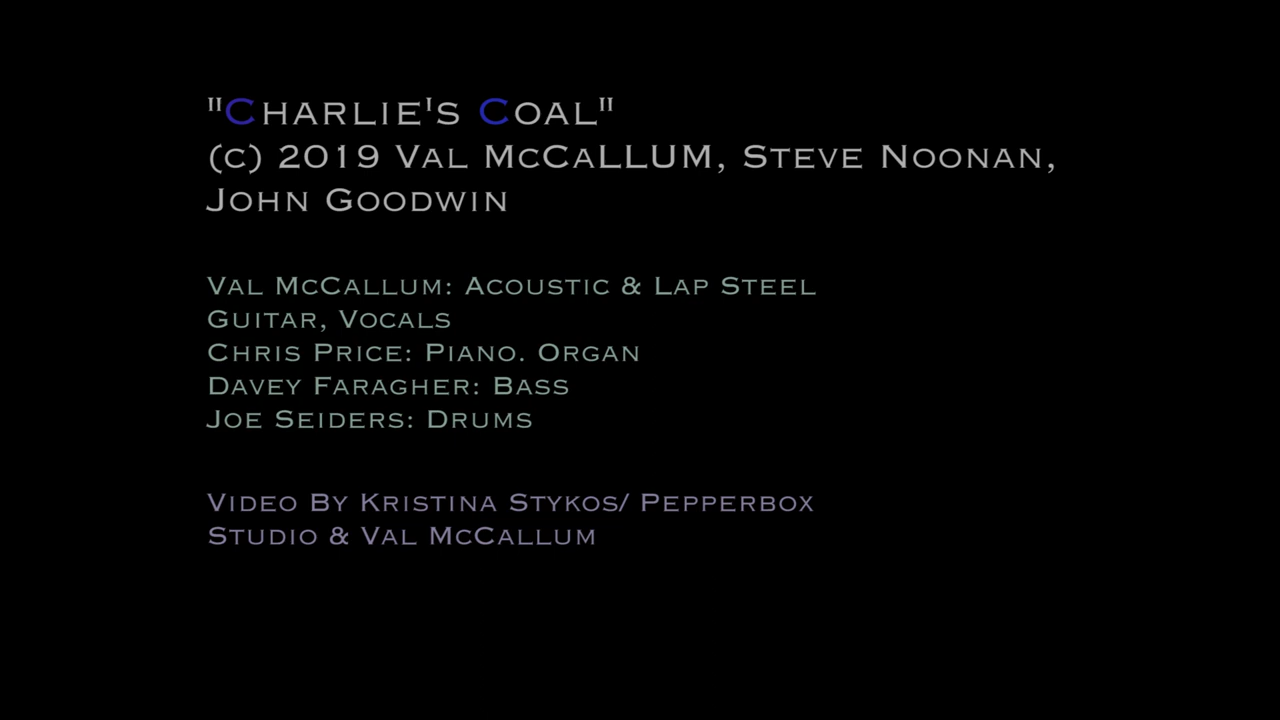 "Charlie's Coal"
(c) 2019 Val McCaLLUM, Steve Noonan,
John Goodwin
Val McCallum: Acoustic & Lap Steel
Guitar, Vocals
Chris Price: Piano. Organ
Davey Faragher: Bass
Joe Seiders: Drums
Video By Kristina Stykos/ Pepperbox
Studio & Val McCallum